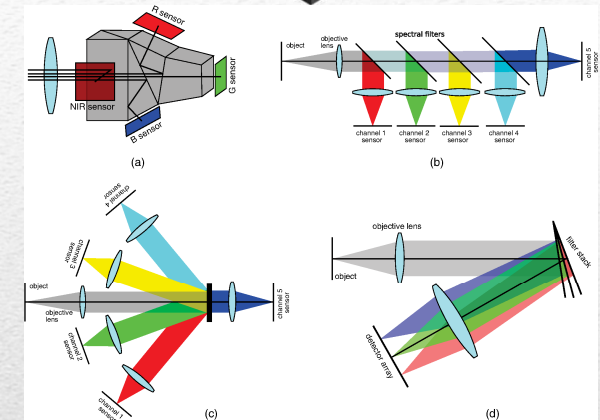 R sensor
G sensor
NIR sensor
B sensor
(a)
spectral filters
objective
lens
object
channel 5
sensor
channel 1
sensor
channel 2
sensor
channel 3
sensor
channel 4
sensor
(b)
channel 4
sensor
channel 3
sensor
object
objective
lens
channel 5
sensor
channel 2
sensor
channel 1
sensor
(c)
objective lens
filter stack
object
detector array
(d)